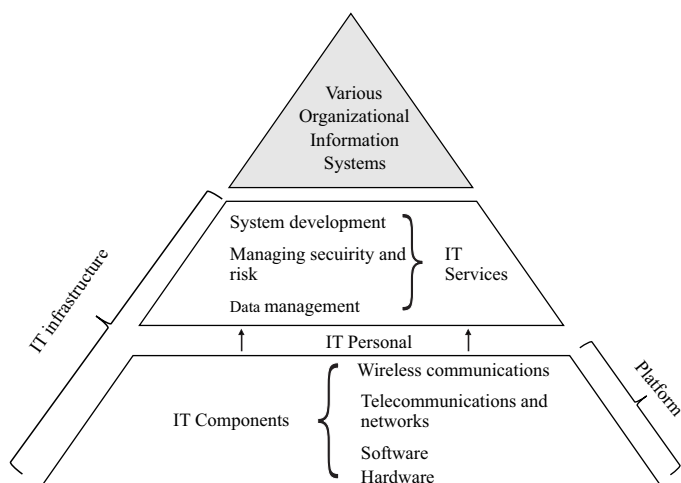 Various
Organizational
Information
Systems
IT infrastructure
System development
Managing secuirity and
risk
Data management
IT
Services
IT Personal
Platform
IT Components
Wireless communications
Telecommunications and
networks
Software
Hardware